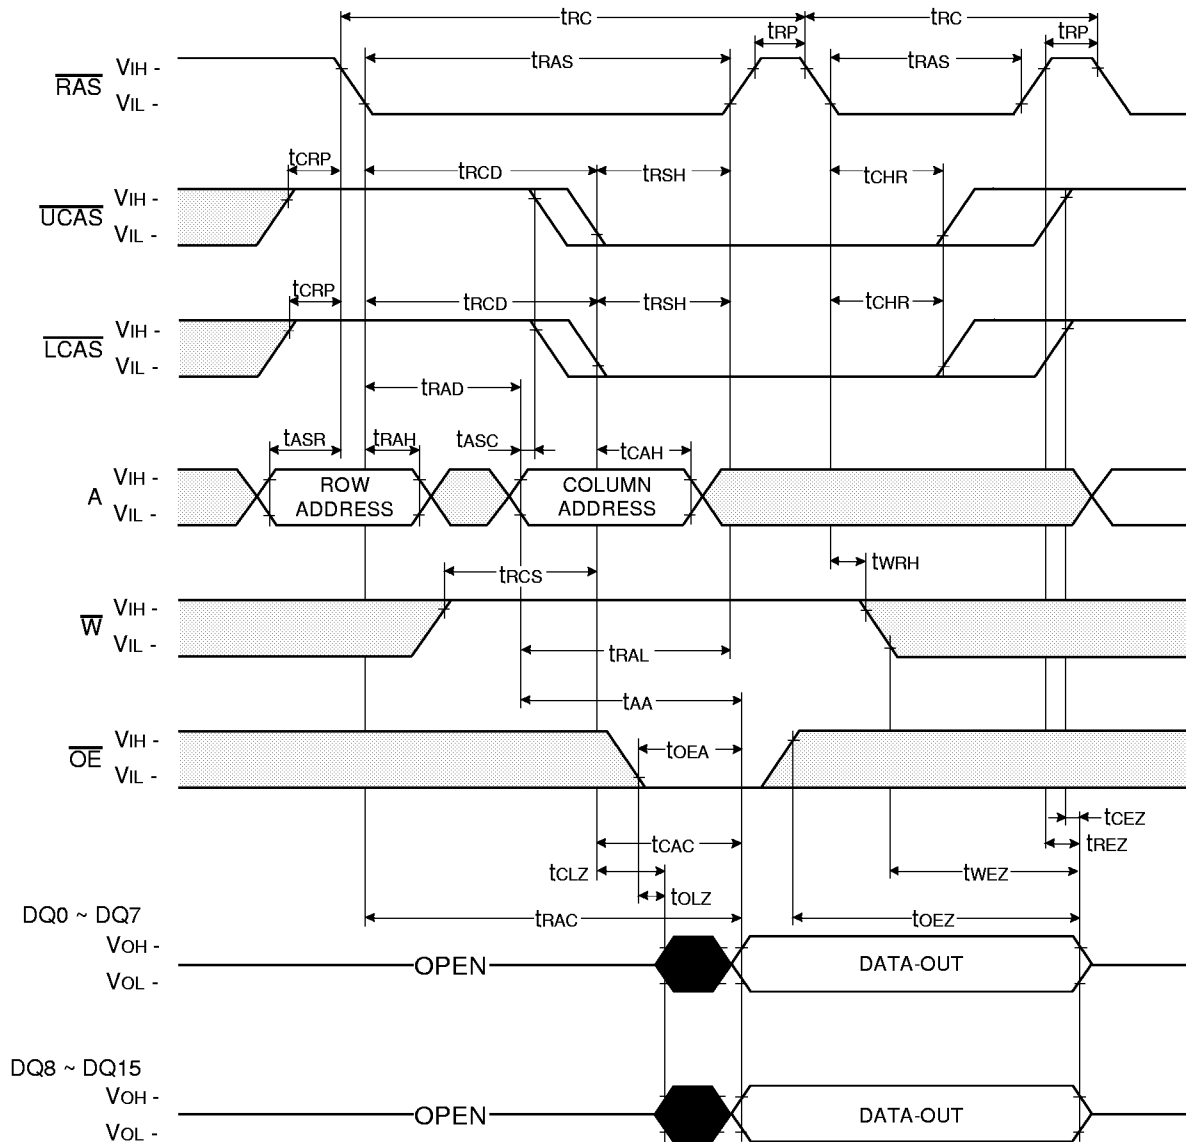 tRC tRC
tRP tRP
tRAS tRAS
RAS VIH -
VIL -
tCRP tRCD tRSH tCHR
UCAS VIH -
VIL -
tCRP tRCD tRSH tCHR
LCAS VIH -
VIL -
tRAD
tASR tRAH tASC tCAH
A VIH -
VIL -
ROW ADDRESS
COLUMN ADDRESS
tWRH
tRCS
W VIH -
VIL -
tRAL
tAA
OE VIH -
VIL -
tOEA
tCEZ
tCAC tREZ
tCLZ tWEZ
tOLZ
DQ0 ~ DQ7 tRAC tOEZ
VOH -
VOL -
OPEN DATA-OUT
DQ8 ~ DQ15
VOH -
VOL -
OPEN DATA-OUT